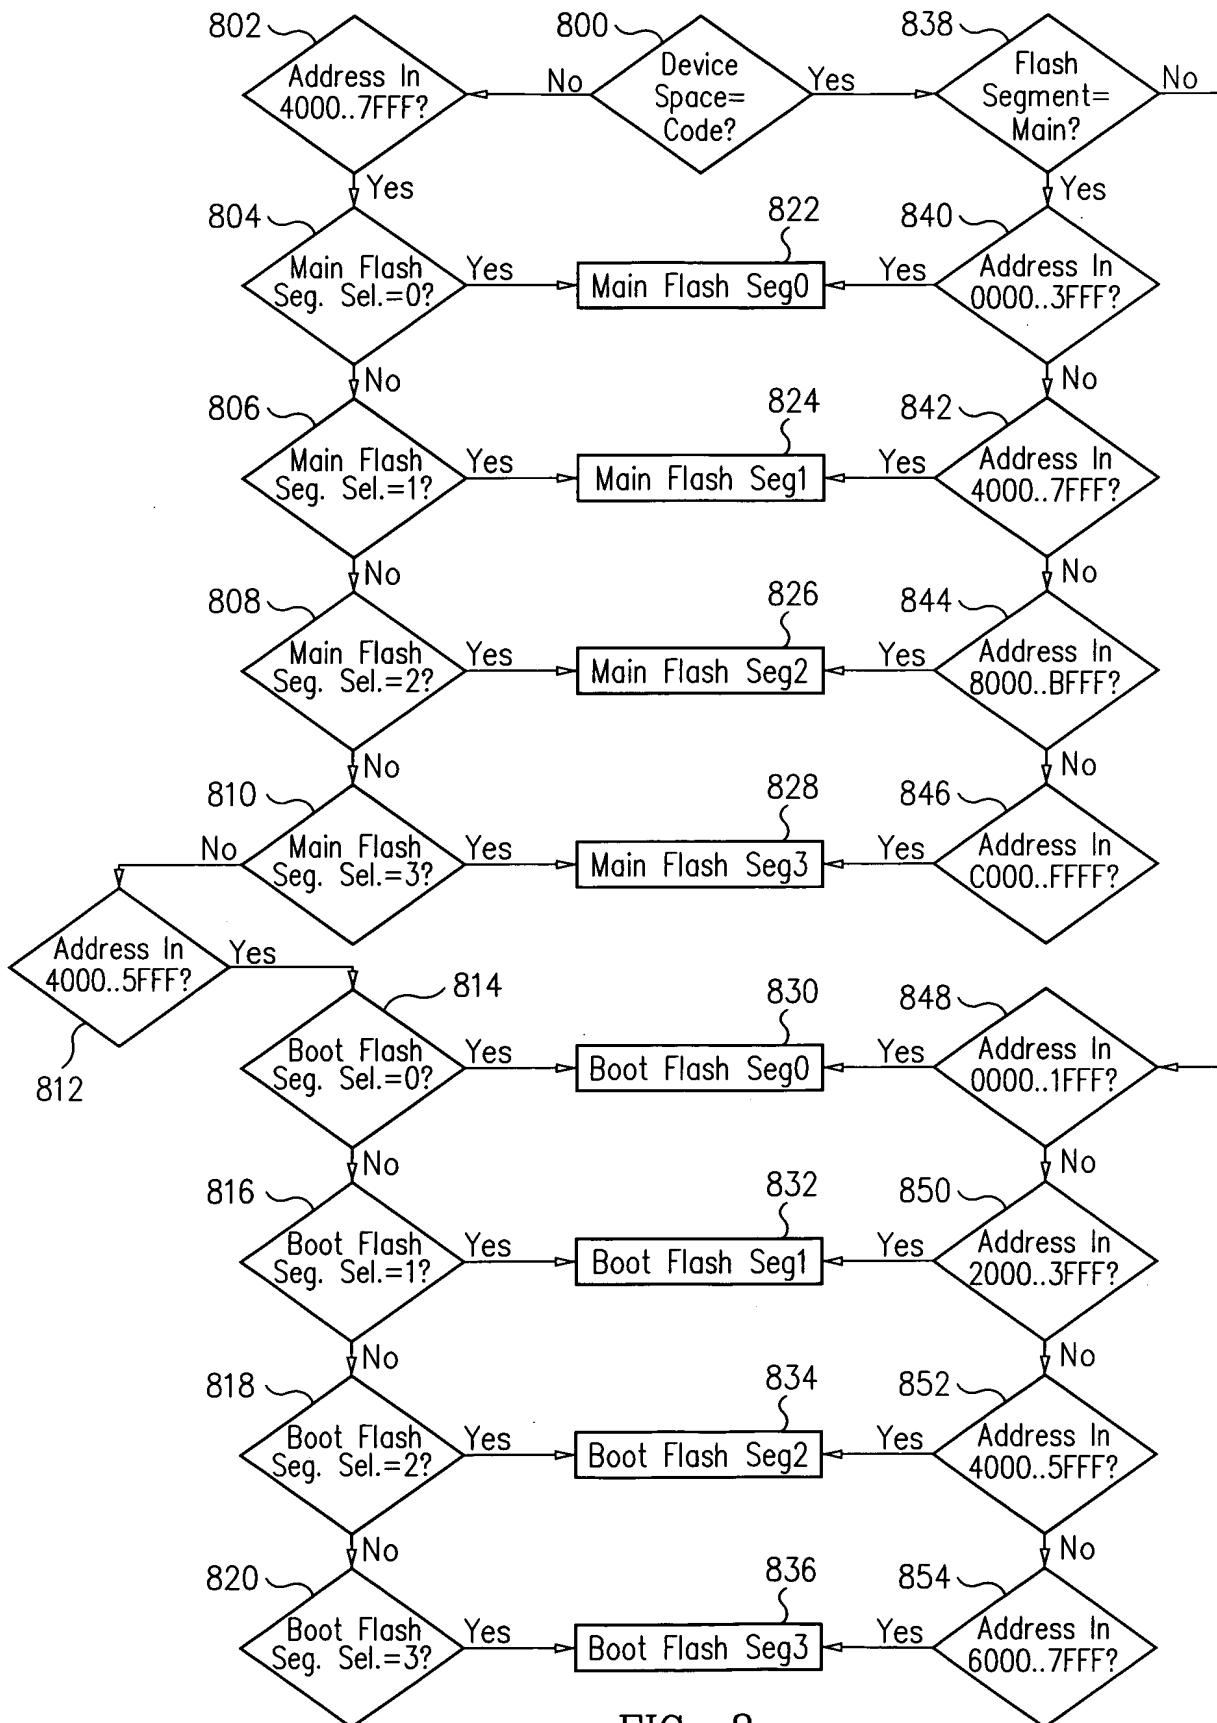 802
800
838
Address In
4000..7FFF?
No
Device
Space=
Code?
Yes
Flash
Segment=
Main?
No
Yes
Yes
804
822
840
Main Flash
Seg. Sel.=0?
Yes
Main Flash Seg0
Yes
Address In
0000..3FFF?
No
No
806
824
842
Main Flash
Seg. Sel.=1?
Yes
Main Flash Seg1
Yes
Address In
4000..7FFF?
No
No
808
826
844
Main Flash
Seg. Sel.=2?
Yes
Main Flash Seg2
Yes
Address In
8000..BFFF?
No
No
810
828
846
No
Main Flash
Seg. Sel.=3?
Yes
Main Flash Seg3
Yes
Address In
C000..FFFF?
Address In
4000..5FFF?
Yes
812
814
830
848
Boot Flash
Seg. Sel.=0?
Yes
Boot Flash Seg0
Yes
Address In
0000..1FFF?
No
No
816
832
850
Boot Flash
Seg. Sel.=1?
Yes
Boot Flash Seg1
Yes
Address In
2000..3FFF?
No
No
818
834
852
Boot Flash
Seg. Sel.=2?
Yes
Boot Flash Seg2
Yes
Address In
4000..5FFF?
No
No
820
836
854
Boot Flash
Seg. Sel.=3?
Yes
Boot Flash Seg3
Yes
Address In
6000..7FFF?